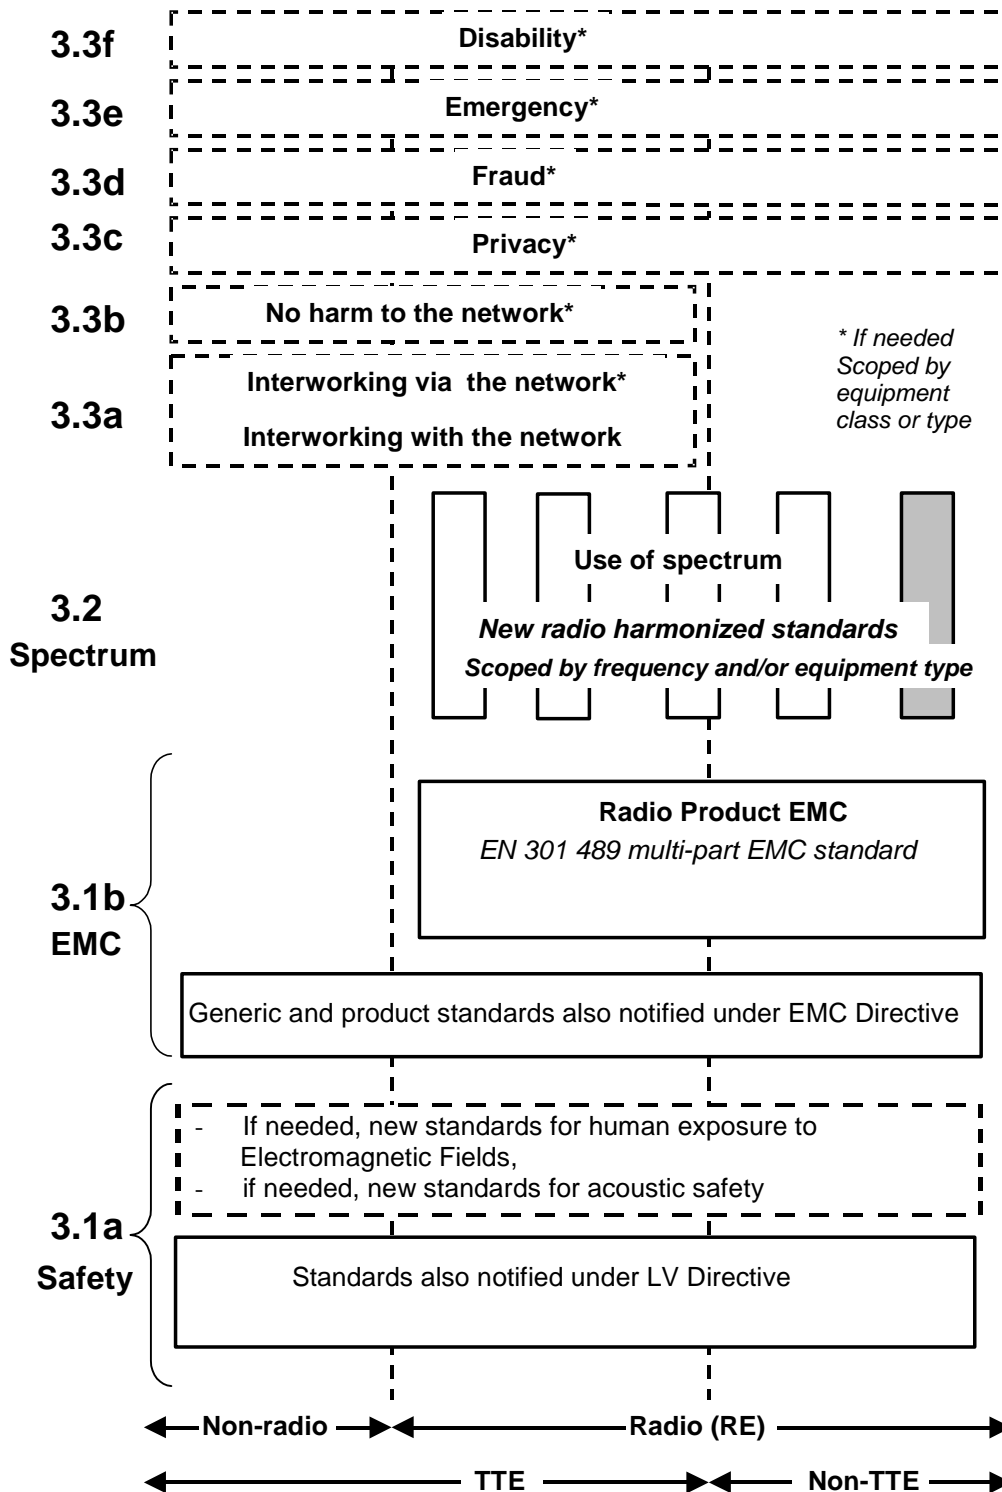 3.3f
Disability*
3.3e
Emergency*
3.3d
Fraud*
3.3c
Privacy*
3.3b
No harm to the network*
* If needed
Scoped by
equipment
class or type
3.3a
Interworking via the network*
Interworking with the network
3.2
Spectrum
Use of spectrum
New radio harmonized standards
Scoped by frequency and/or equipment type
3.1b
EMC
Radio Product EMC
EN 301 489 multi-part EMC standard
Generic and product standards also notified under EMC Directive
3.1a
Safety
- If needed, new standards for human exposure to
Electromagnetic Fields,
- if needed, new standards for acoustic safety
Standards also notified under LV Directive
Non-radio
Radio (RE)
TTE
Non-TTE